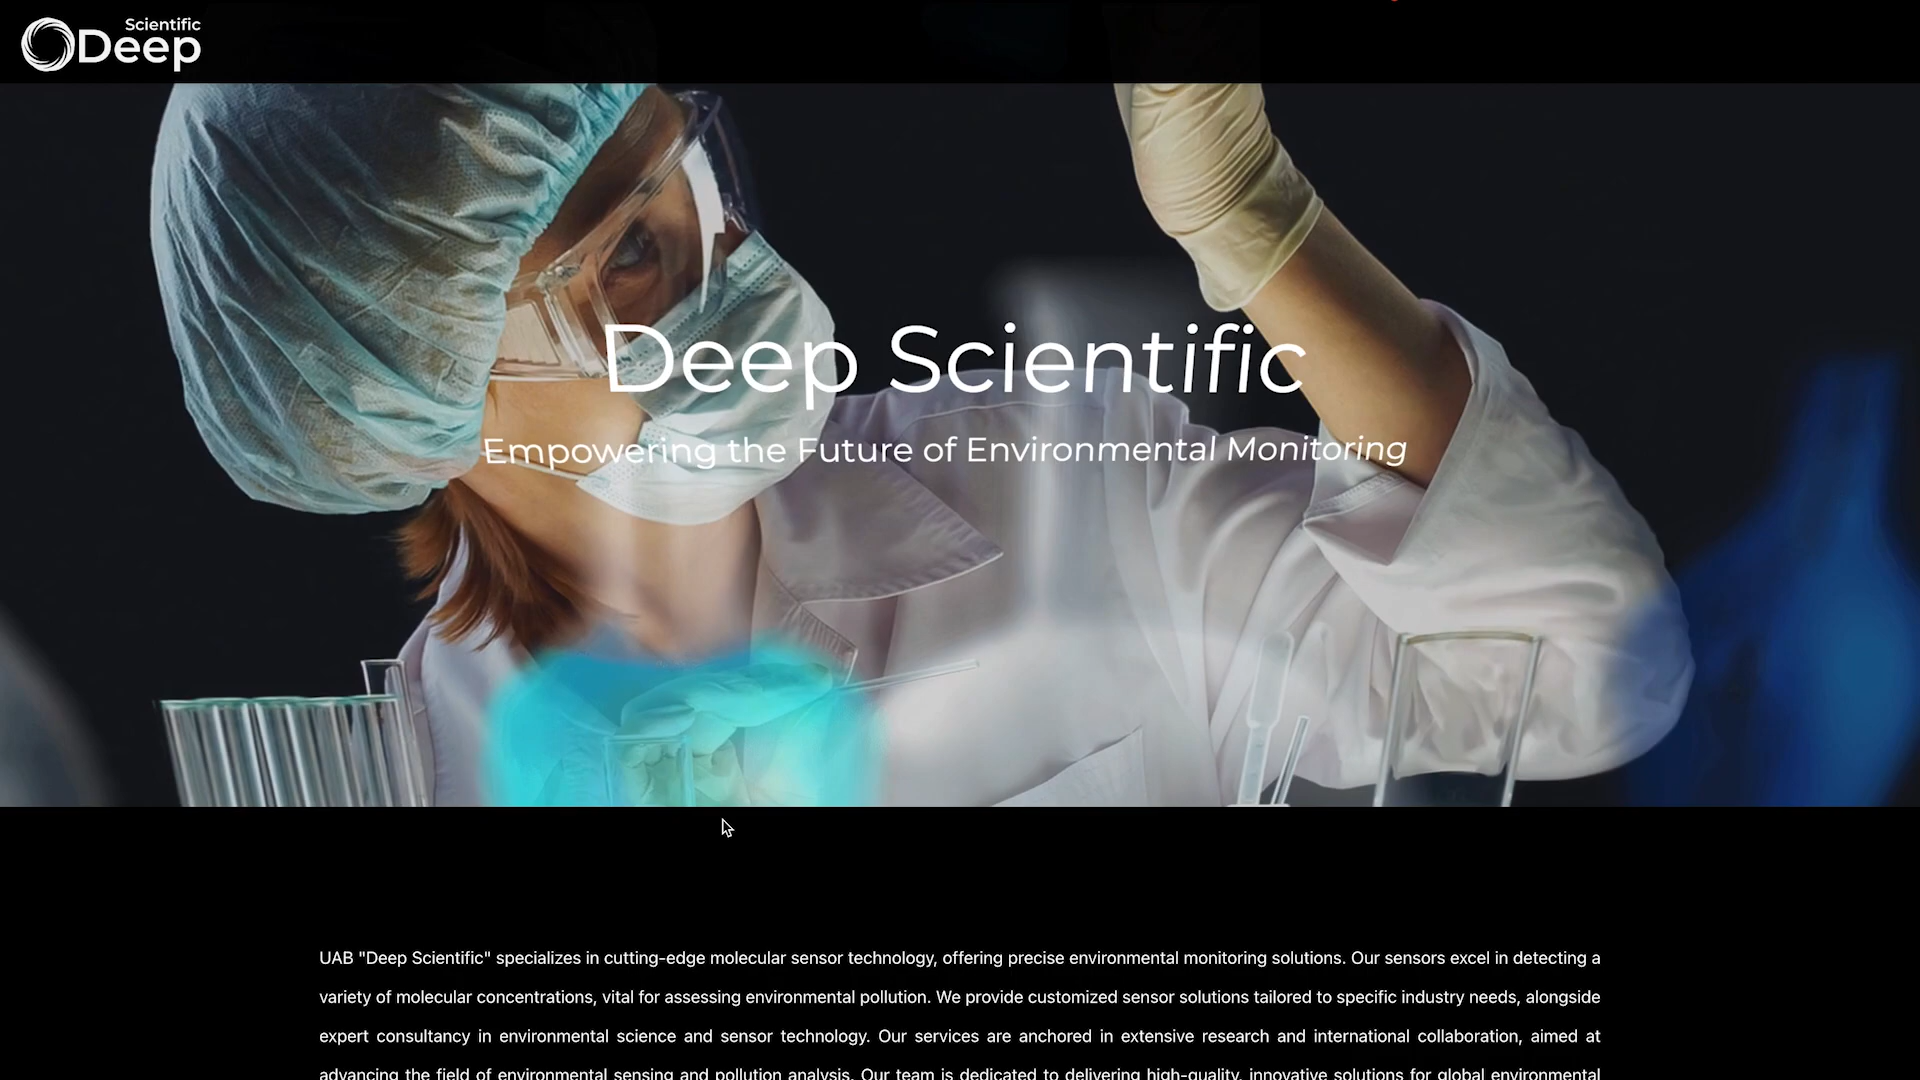 Scientific
Deep
Deep Scientific
Empowering the Future of Environmental Monitoring
UAB "Deep Scientific" specializes in cutting-edge molecular sensor technology, offering precise environmental monitoring solutions. Our sensors excel in detecting a
variety of molecular concentrations, vital for assessing environmental pollution. We provide customized sensor solutions tailored to specific industry needs, alongside
expert consultancy in environmental science and sensor technology. Our services are anchored in extensive research and international collaboration, aimed at
advancing the field of environmental sensing and pollution analysis. Our team is dedicated to delivering high-quality, innovative solutions for global environmental